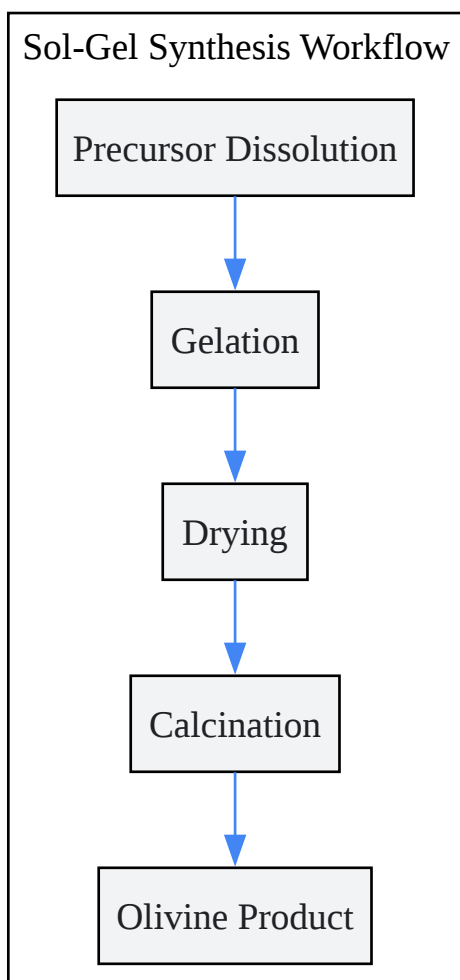 Sol-Gel Synthesis Workflow
Precursor Dissolution
Gelation
Drying
Calcination
Olivine Product